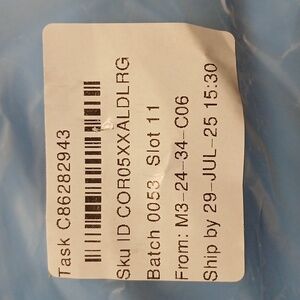 Task C86282943
Sku ID COR05XXALDLRG
Batch 0053, Slot 11
From: M3-24-34-C06
Ship by 29-JUL-25 15:30